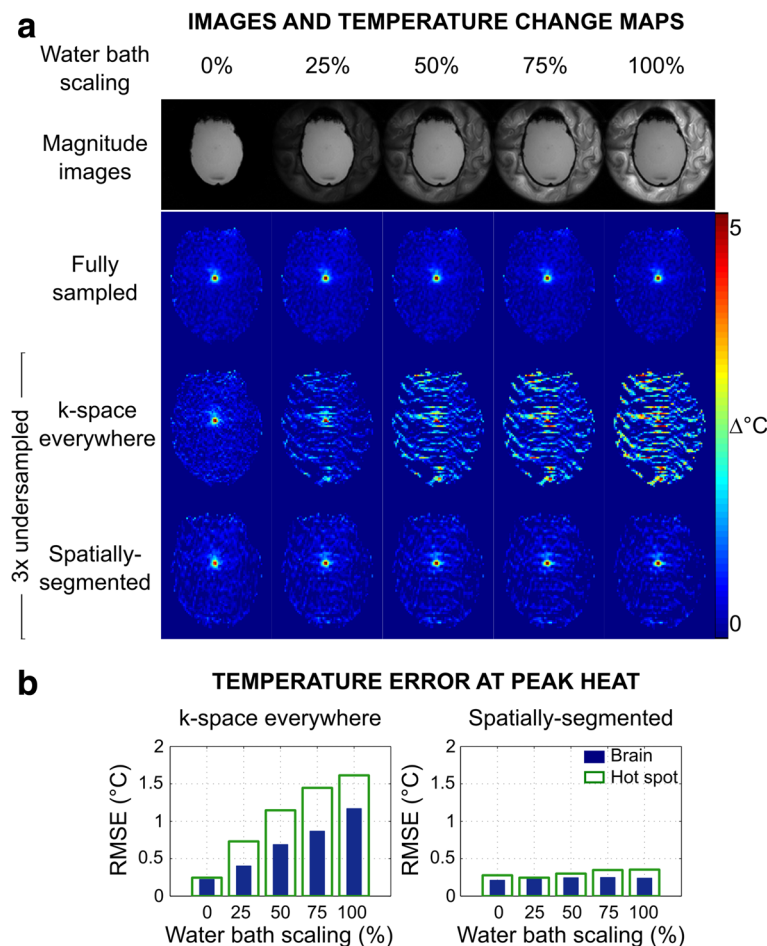 a
IMAGES AND TEMPERATURE CHANGE MAPS
Water bath
scaling
0% 25% 50% 75% 100%
Magnitude
images
Fully
sampled
3x undersampled
k-space
everywhere
Spatially-
segmented
5
Δ°C
0
b
TEMPERATURE ERROR AT PEAK HEAT
k-space everywhere
Spatially-segmented
RMSE (°C)
2
1.5
1
0.5
0
0 25 50 75 100
Water bath scaling (%)
RMSE (°C)
2
1.5
1
0.5
0
Brain
Hot spot
0 25 50 75 100
Water bath scaling (%)